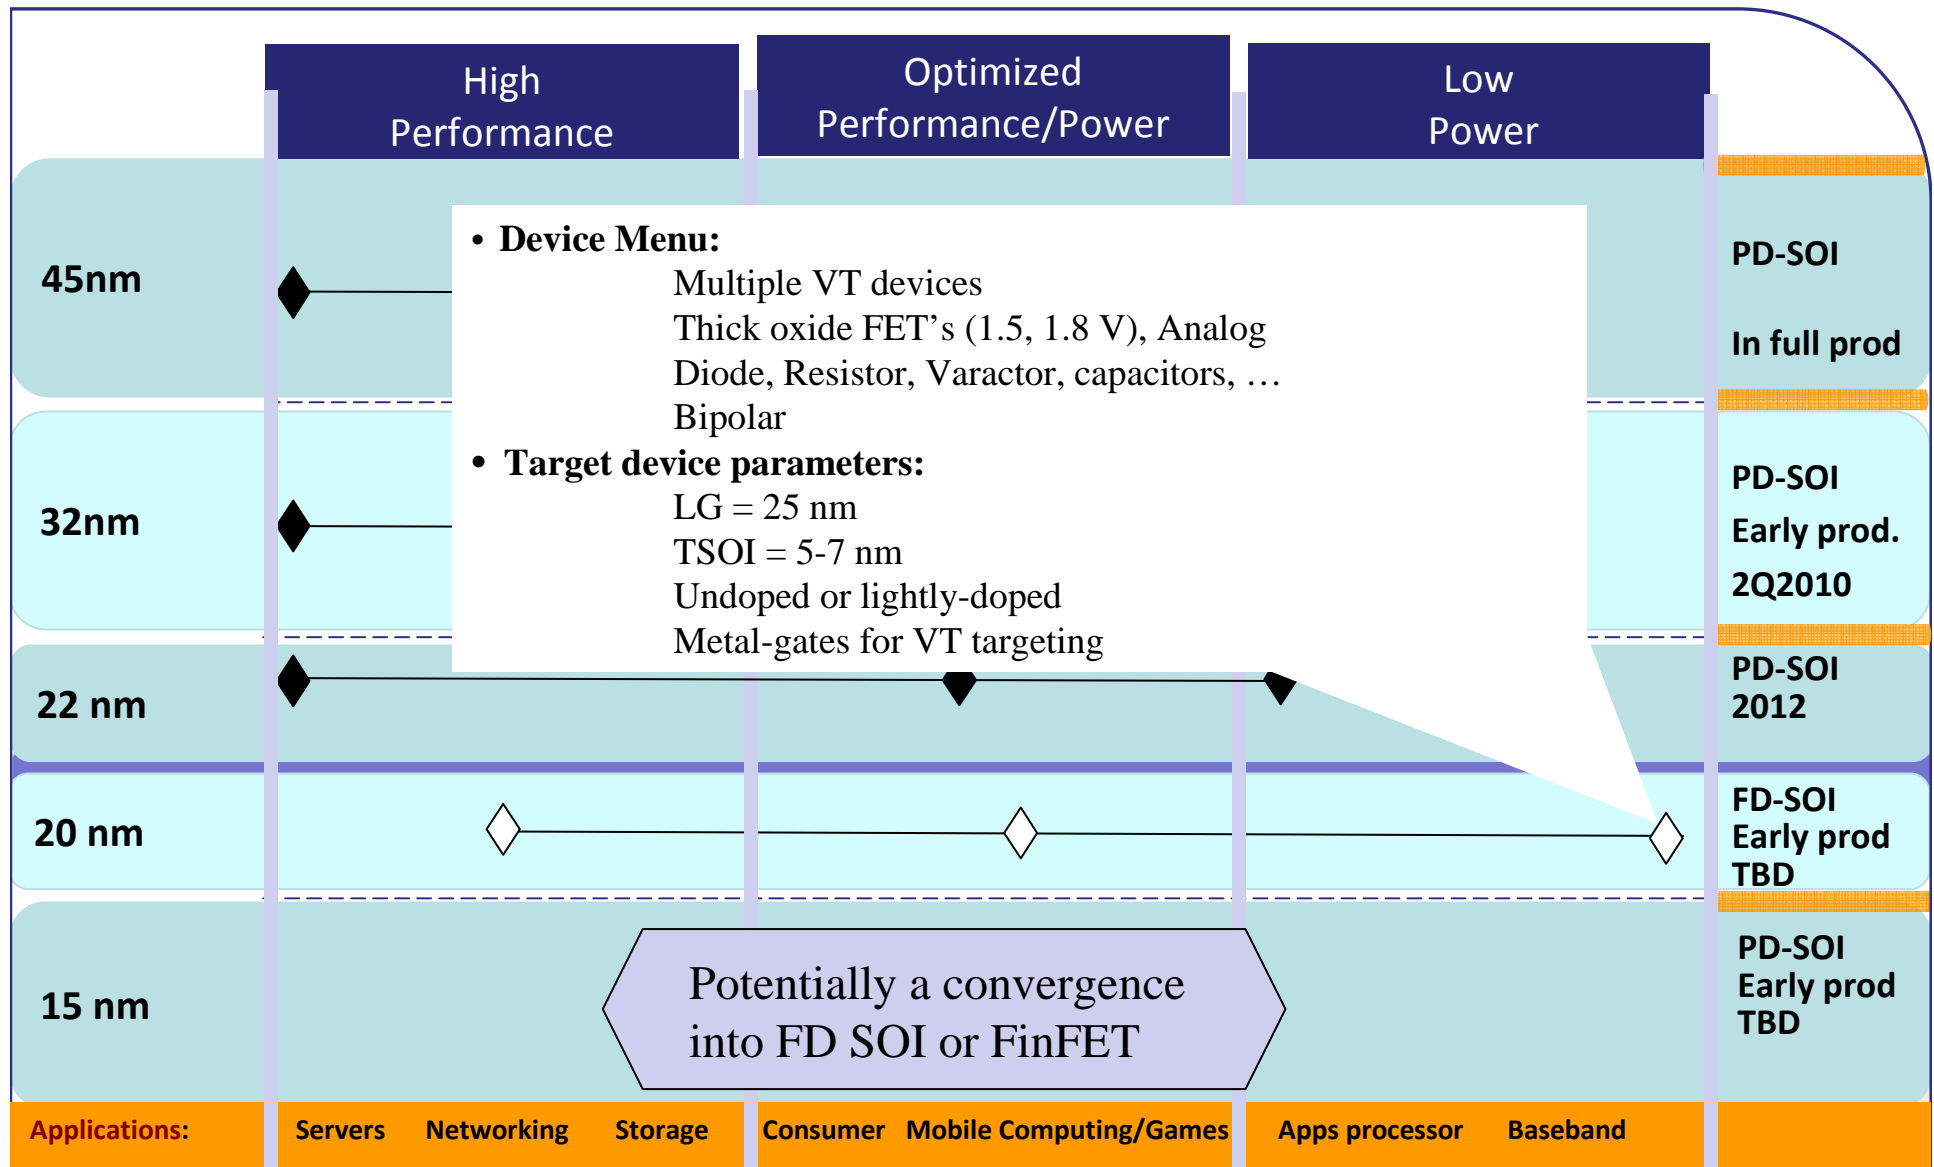 High
Performance
Optimized
Performance/Power
Low
Power
45nm
• Device Menu:
Multiple VT devices
Thick oxide FET’s (1.5, 1.8 V), Analog
Diode, Resistor, Varactor, capacitors, …
Bipolar
• Target device parameters:
LG = 25 nm
TSOI = 5-7 nm
Undoped or lightly-doped
Metal-gates for VT targeting
PD-SOI
In full prod
32nm
PD-SOI
Early prod.
2Q2010
22 nm
PD-SOI
2012
20 nm
FD-SOI
Early prod
TBD
15 nm
Potentially a convergence
into FD SOI or FinFET
PD-SOI
Early prod
TBD
Applications: Servers Networking Storage Consumer Mobile Computing/Games Apps processor Baseband